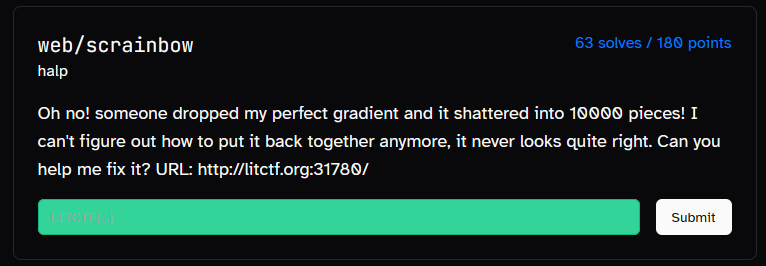 web/scrainbow
63 solves / 180 points
halp
Oh no! someone dropped my perfect gradient and it shattered into 10000 pieces! I
can't figure out how to put it back together anymore, it never looks quite right. Can you
help me fix it? URL: http://litctf.org:31780/
LITCTF{...}
Submit